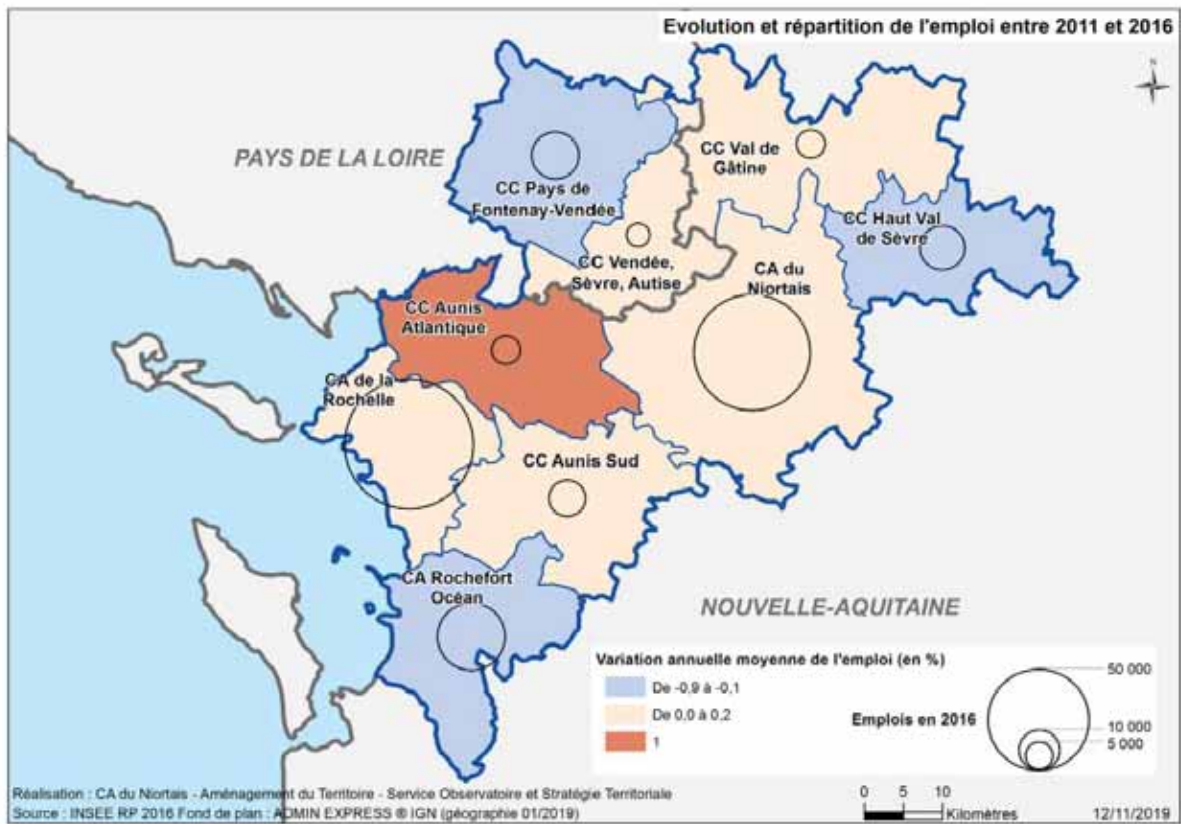 Evolution et répartition de l'emploi entre 2011 et 2016
N
PAYS DE LA LOIRE
CC Val de
Gâtine
CC Pays de
Fontenay-Vendée
CC Haut Val
de Sèvre
CC Vendée,
Sèvre, Autise
CA du
Niortais
CC Aunis
Atlantique
CA de la
Rochelle
CC Aunis Sud
CA Rochefort
Océan
NOUVELLE-AQUITAINE
Variation annuelle moyenne de l'emploi (en %)
De -0,9 à -0,1
De 0,0 à 0,2
1
Emplois en 2016
50 000
10 000
5 000
Réalisation : CA du Niortais - Aménagement du Territoire - Service Observatoire et Stratégie Territoriale
Source : INSEE RP 2016 Fond de plan : ADMIN EXPRESS ® IGN (géographie 01/2019)
0 5 10
Kilomètres
12/11/2019